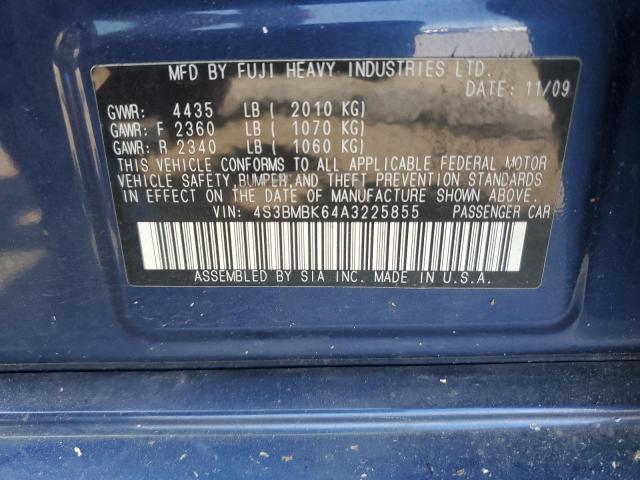 MFD BY FUJI HEAVY INDUSTRIES LTD.
DATE: 11/09
GVWR: 4435 LB ( 2010 KG)
GAWR: F 2360 LB ( 1070 KG)
GAWR: R 2340 LB ( 1060 KG)
THIS VEHICLE CONFORMS TO ALL APPLICABLE FEDERAL MOTOR
VEHICLE SAFETY, BUMPER, AND THEFT PREVENTION STANDARDS
IN EFFECT ON THE DATE OF MANUFACTURE SHOWN ABOVE.
VIN: 4S3BMBK64A3225855 PASSENGER CAR
ASSEMBLED BY SIA INC. MADE IN U.S.A.